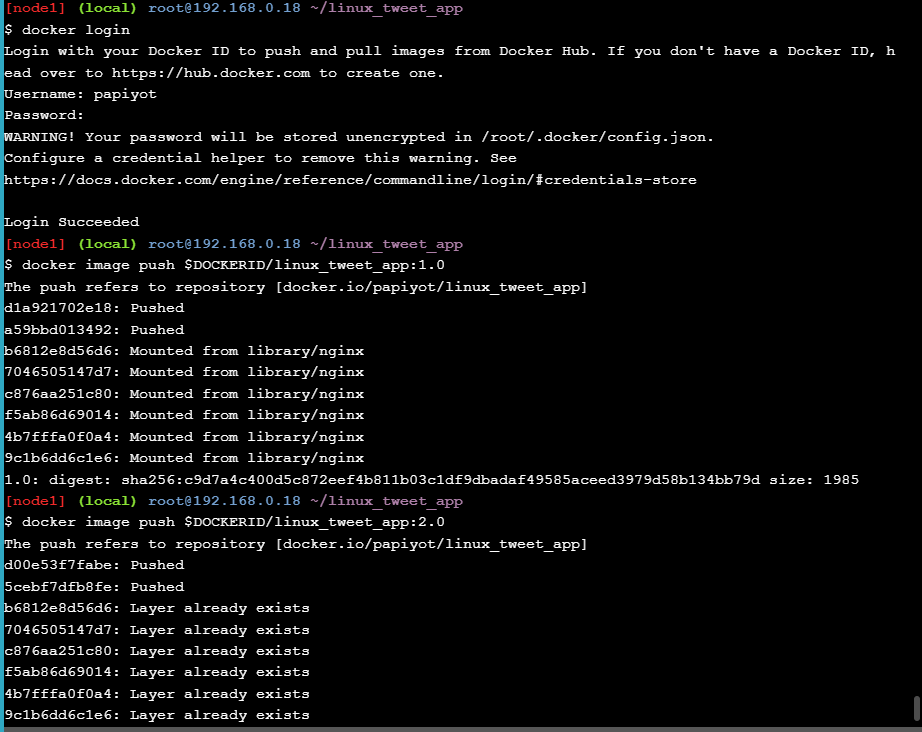 [node1] (local) root@192.168.0.18 ~/linux_tweet_app
$ docker login
Login with your Docker ID to push and pull images from Docker Hub. If you don't have a Docker ID, h
ead over to https://hub.docker.com to create one.
Username: papiyot
Password:
WARNING! Your password will be stored unencrypted in /root/.docker/config.json.
Configure a credential helper to remove this warning. See
https://docs.docker.com/engine/reference/commandline/login/#credentials-store

Login Succeeded
[node1] (local) root@192.168.0.18 ~/linux_tweet_app
$ docker image push $DOCKERID/linux_tweet_app:1.0
The push refers to repository [docker.io/papiyot/linux_tweet_app]
d1a921702e18: Pushed
a59bbd013492: Pushed
b6812e8d56d6: Mounted from library/nginx
7046505147d7: Mounted from library/nginx
c876aa251c80: Mounted from library/nginx
f5ab86d69014: Mounted from library/nginx
4b7fffa0f0a4: Mounted from library/nginx
9c1b6dd6c1e6: Mounted from library/nginx
1.0: digest: sha256:c9d7a4c400d5c872eef4b811b03c1df9dbadaf49585aceed3979d58b134bb79d size: 1985
[node1] (local) root@192.168.0.18 ~/linux_tweet_app
$ docker image push $DOCKERID/linux_tweet_app:2.0
The push refers to repository [docker.io/papiyot/linux_tweet_app]
d00e53f7fabe: Pushed
5cebf7dfb8fe: Pushed
b6812e8d56d6: Layer already exists
7046505147d7: Layer already exists
c876aa251c80: Layer already exists
f5ab86d69014: Layer already exists
4b7fffa0f0a4: Layer already exists
9c1b6dd6c1e6: Layer already exists